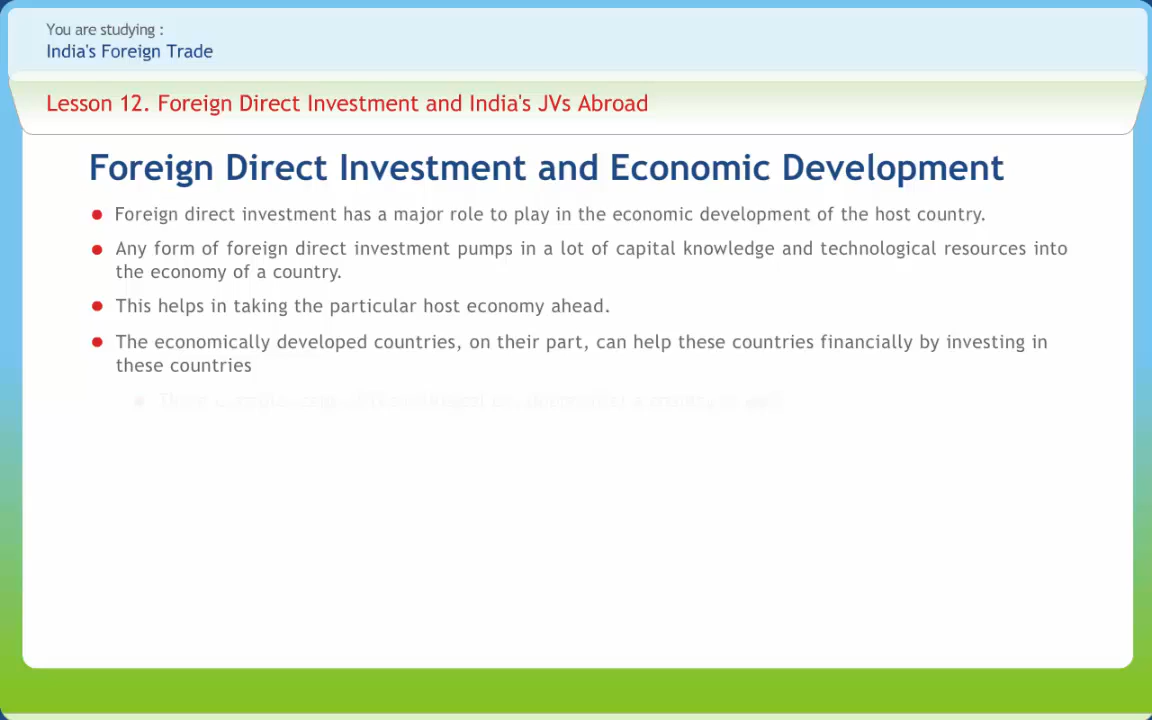 You are studying :
India's Foreign Trade
Lesson 12. Foreign Direct Investment and India's JVs Abroad
Foreign Direct Investment and Economic Development
Foreign direct investment has a major role to play in the economic development of the host country.
Any form of foreign direct investment pumps in a lot of capital knowledge and technological resources into
the economy of a country.
This helps in taking the particular host economy ahead.
The economically developed countries, on their part, can help these countries financially by investing in
these countries